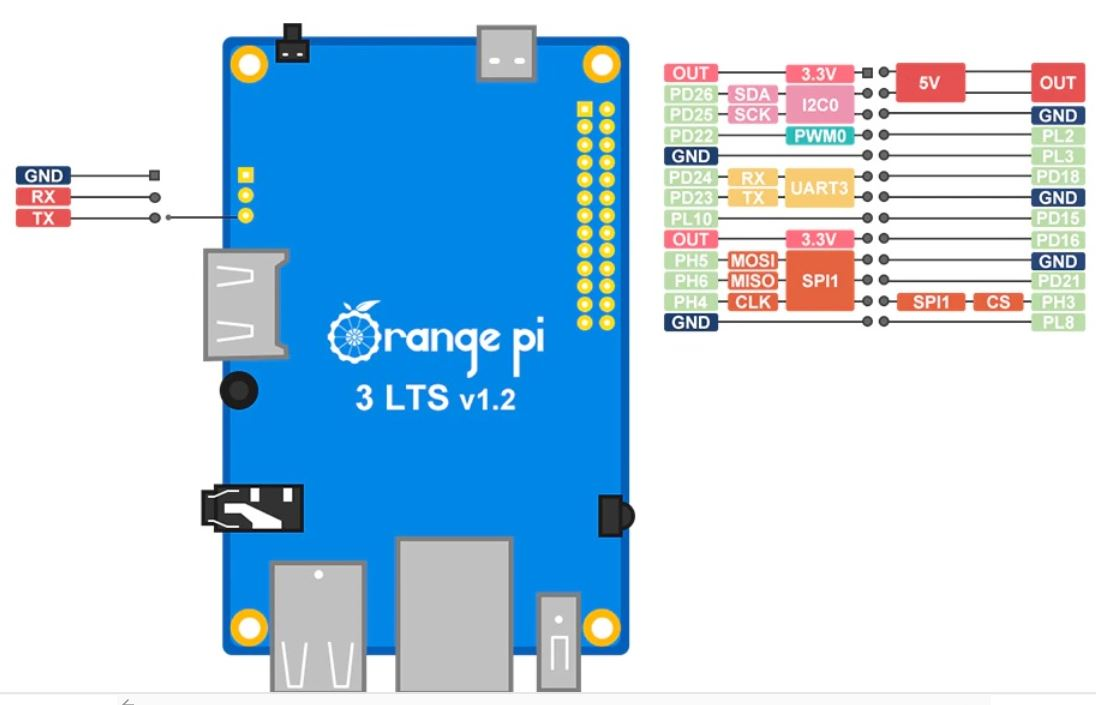 OUT 3.3V 5V OUT
PD26 SDA I2C0
PD25 SCK GND
PD22 PWM0 PL2
GND PL3
PD24 RX UART3 PD18
PD23 TX GND
PL10 PD15
OUT 3.3V PD16
PH5 MOSI SPI1 GND
PH6 MISO PD21
PH4 CLK SPI1 CS PH3
GND PL8
GND
RX
TX
Orange pi
3 LTS v1.2